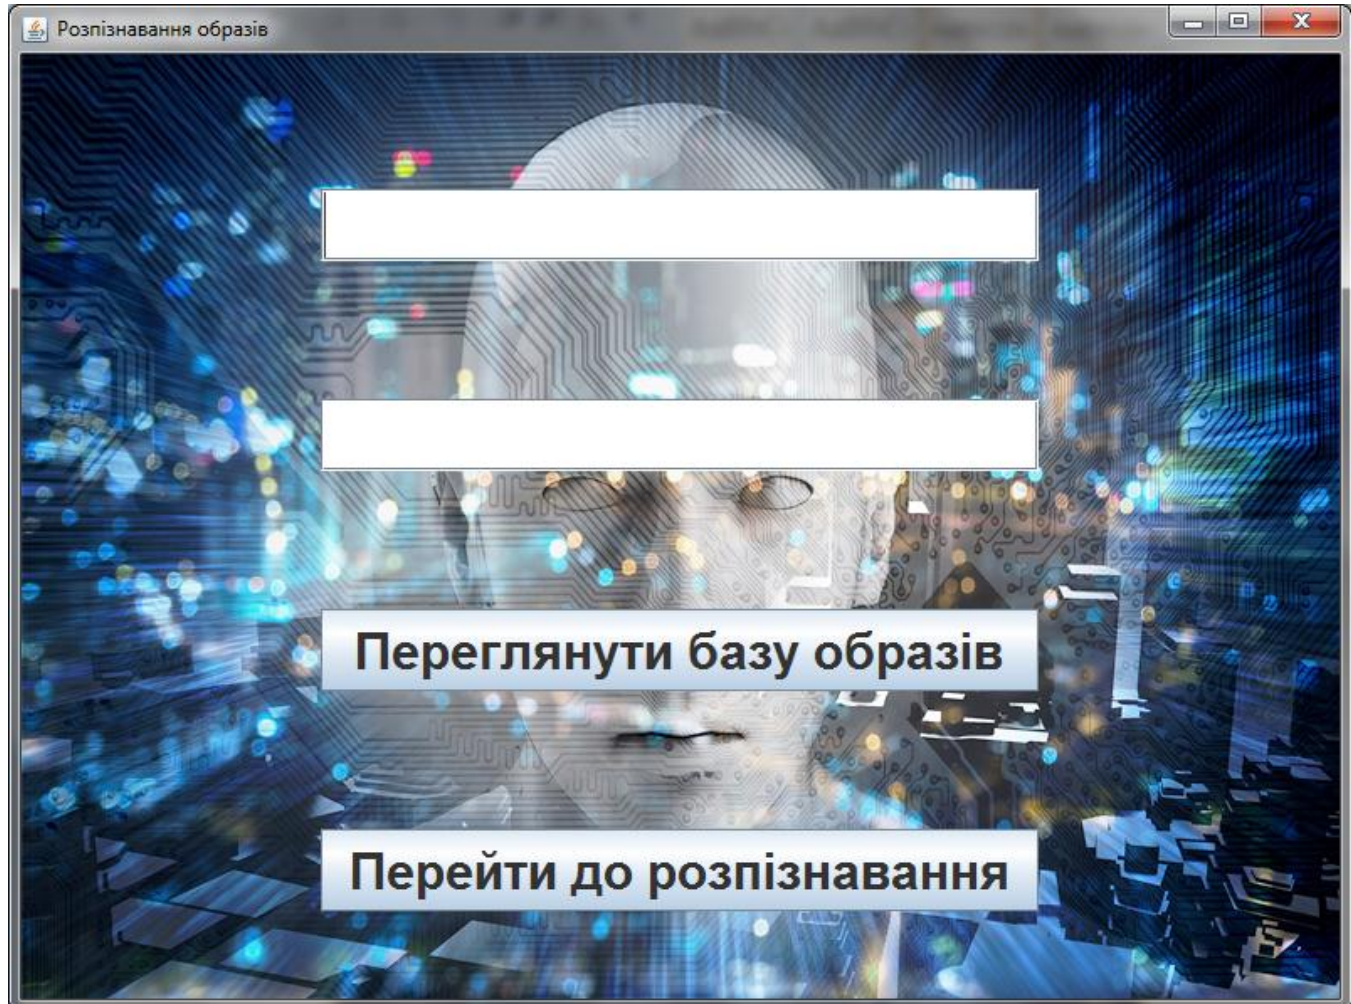 Розпізнавання образів
Переглянути базу образів
Перейти до розпізнавання